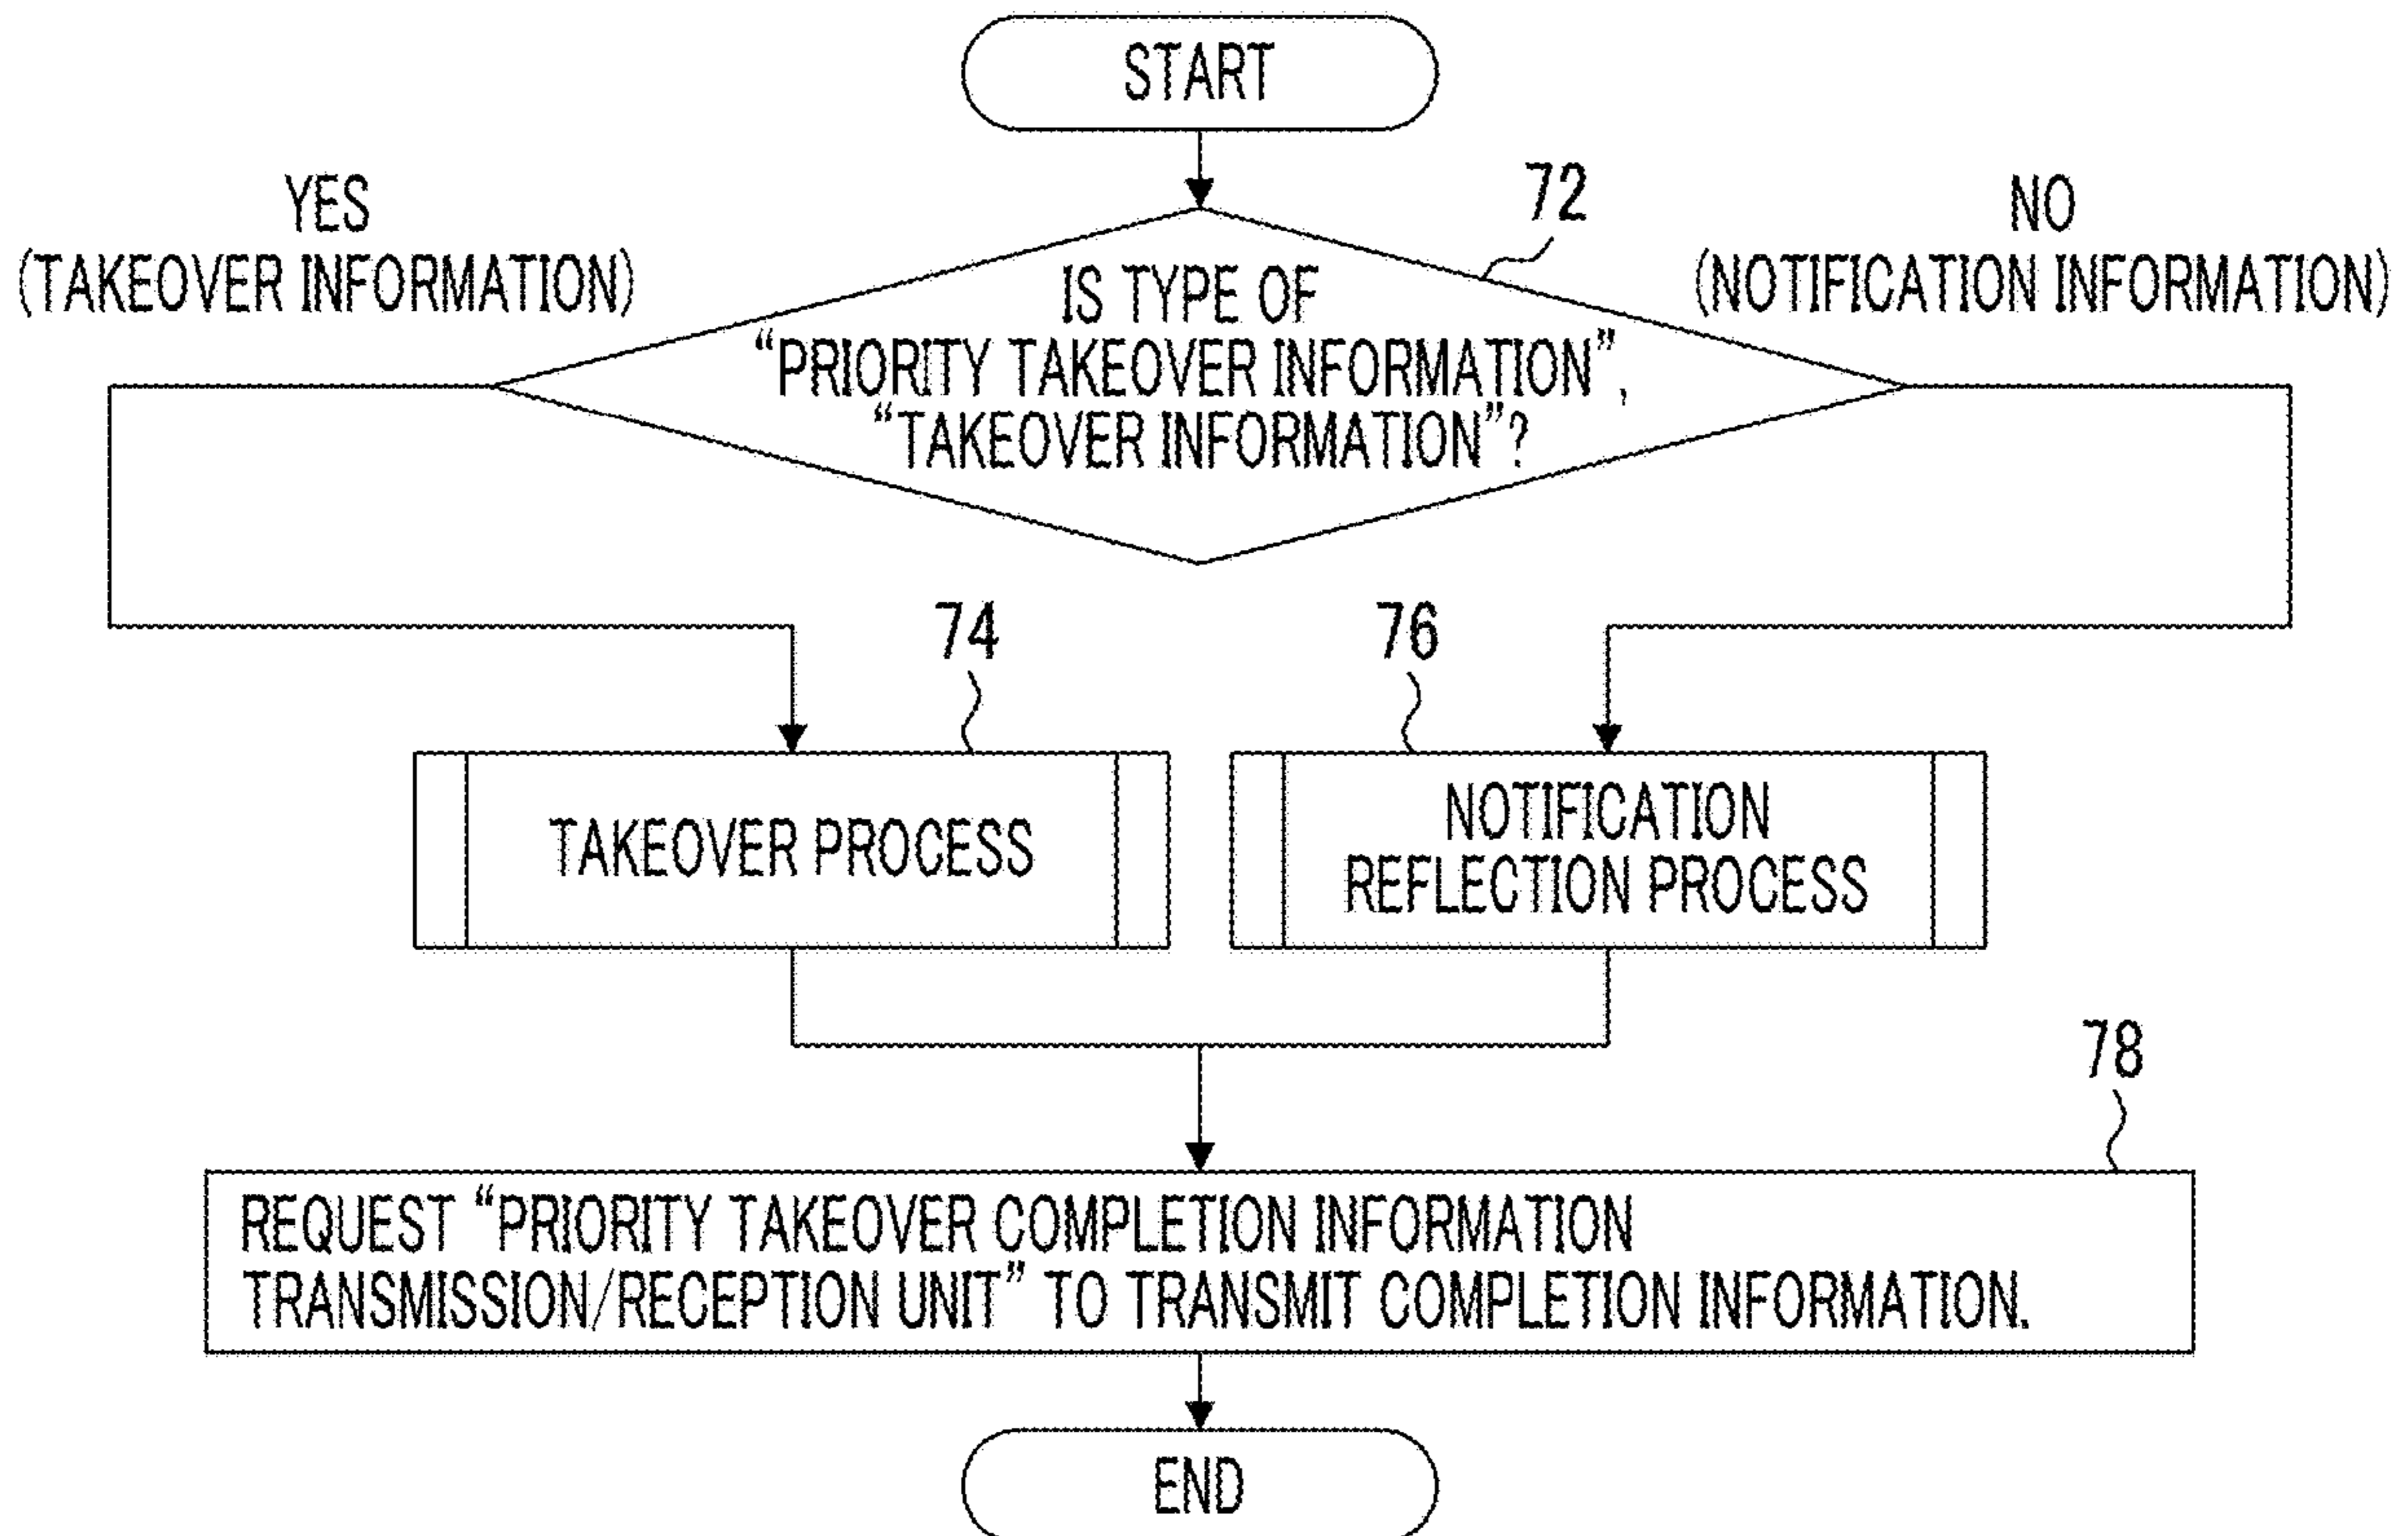 START
72
YES
(TAKEOVER INFORMATION)
NO
(NOTIFICATION INFORMATION)
IS TYPE OF
“PRIORITY TAKEOVER INFORMATION”,
“TAKEOVER INFORMATION”?
74
76
TAKEOVER PROCESS
NOTIFICATION
REFLECTION PROCESS
78
REQUEST “PRIORITY TAKEOVER COMPLETION INFORMATION
TRANSMISSION/RECEPTION UNIT” TO TRANSMIT COMPLETION INFORMATION.
END